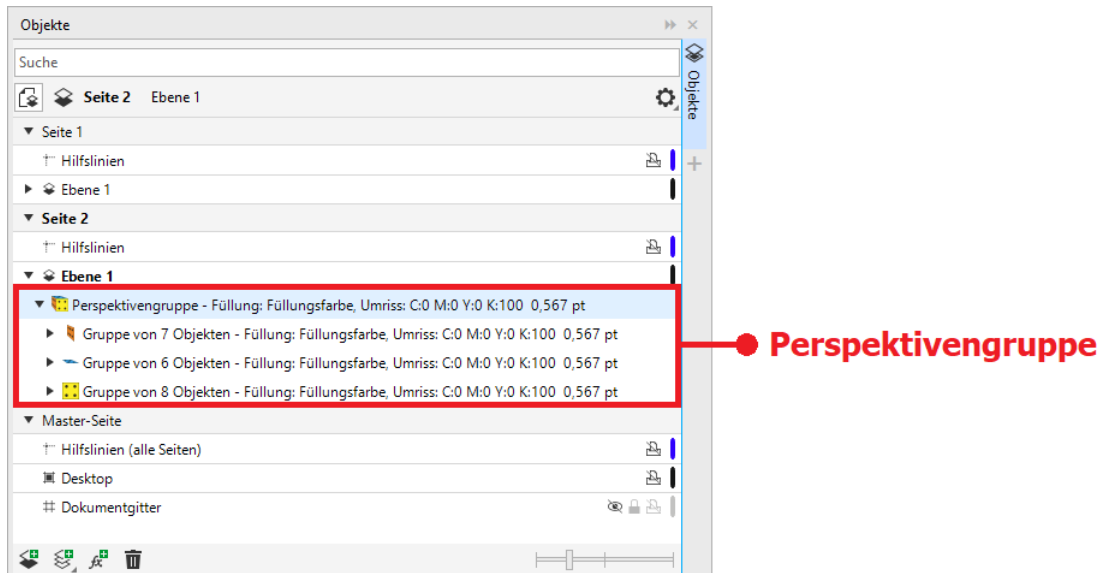 Objekte
Suche
Seite 2 Ebene 1
Objekte
Seite 1
Hilfslinien
Ebene 1
Seite 2
Hilfslinien
Ebene 1
Perspektivengruppe - Füllung: Füllungsfarbe, Umriss: C:0 M:0 Y:0 K:100 0,567 pt
Gruppe von 7 Objekten - Füllung: Füllungsfarbe, Umriss: C:0 M:0 Y:0 K:100 0,567 pt
Perspektivengruppe
Gruppe von 6 Objekten - Füllung: Füllungsfarbe, Umriss: C:0 M:0 Y:0 K:100 0,567 pt
Gruppe von 8 Objekten - Füllung: Füllungsfarbe, Umriss: C:0 M:0 Y:0 K:100 0,567 pt
Master-Seite
Hilfslinien (alle Seiten)
Desktop
Dokumentgitter